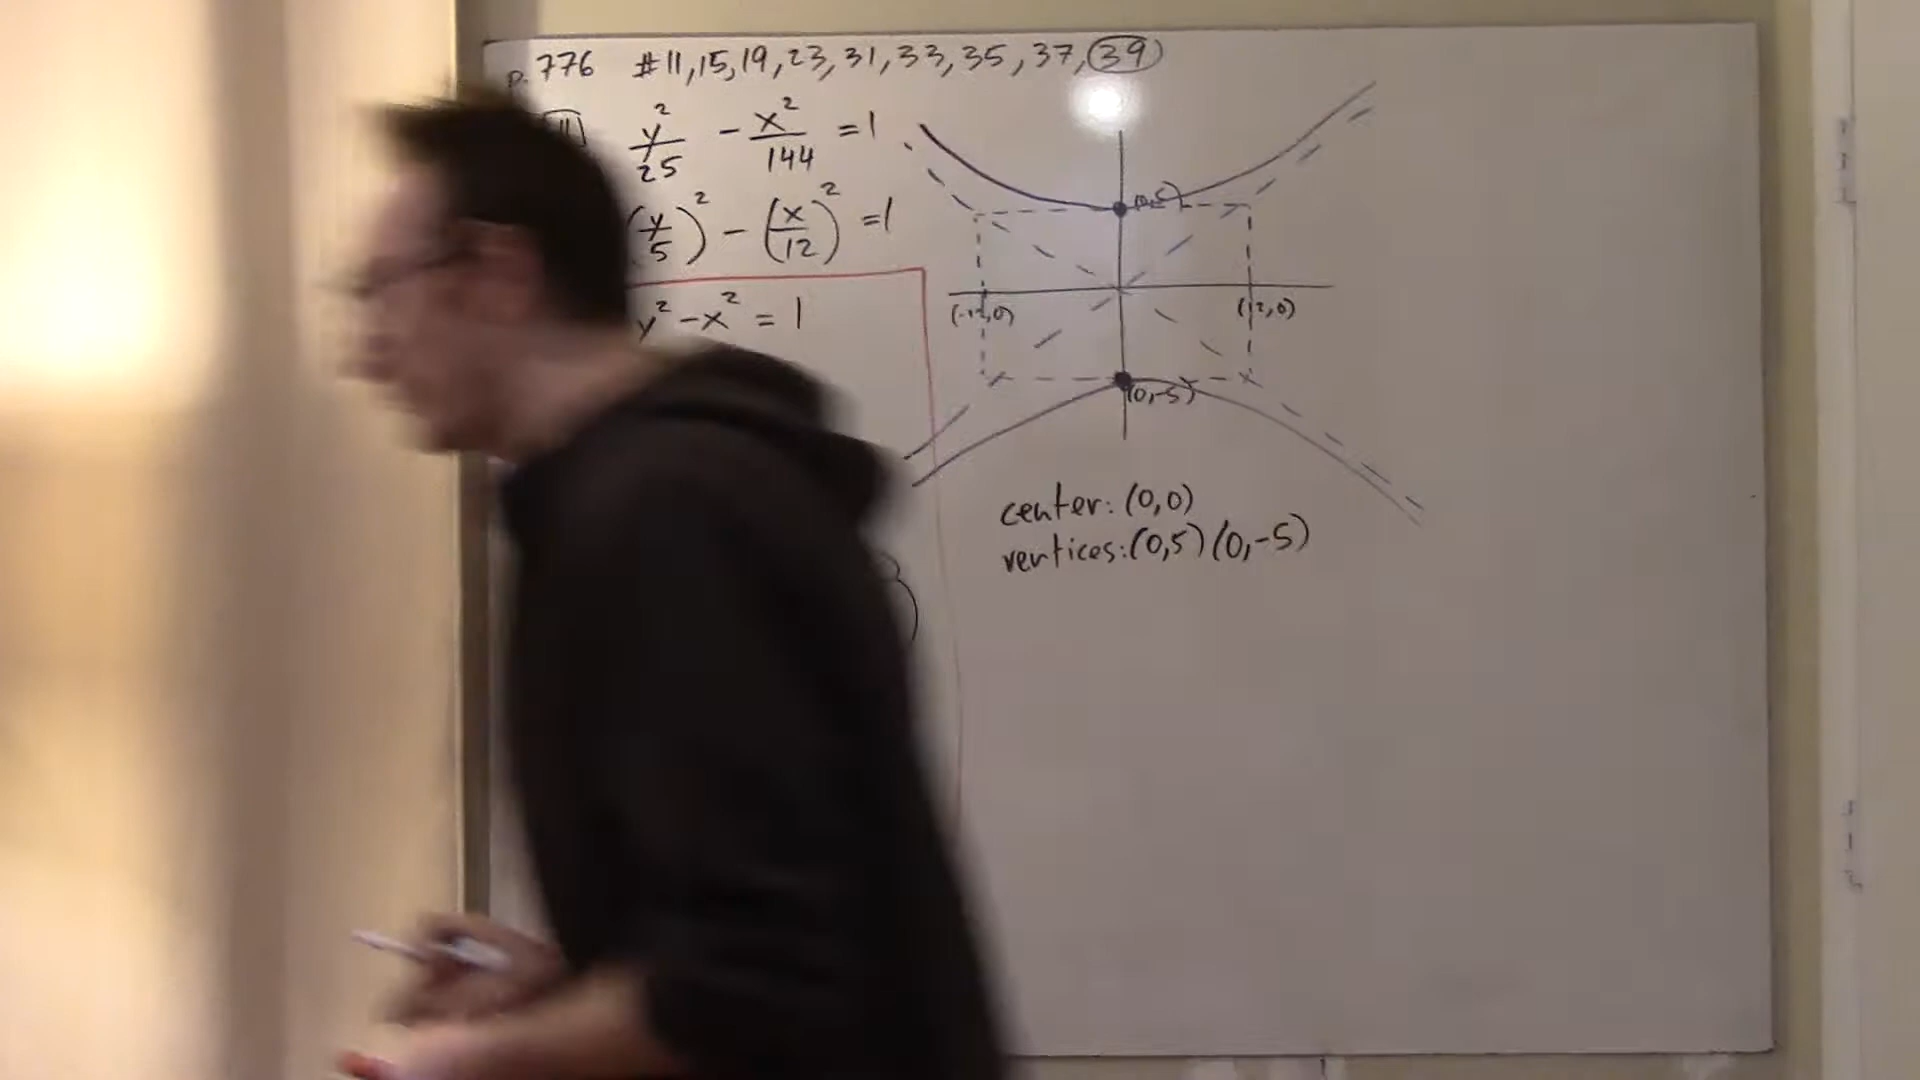 p. 776 #11, 15, 19, 23, 31, 33, 35, 37, 39
11
y²/25 - x²/144 = 1
(y/5)² - (x/12)² = 1
y² - x² = 1
(0,5)
(-12,0)
(12,0)
(0,-5)
center: (0,0)
vertices: (0,5) (0,-5)